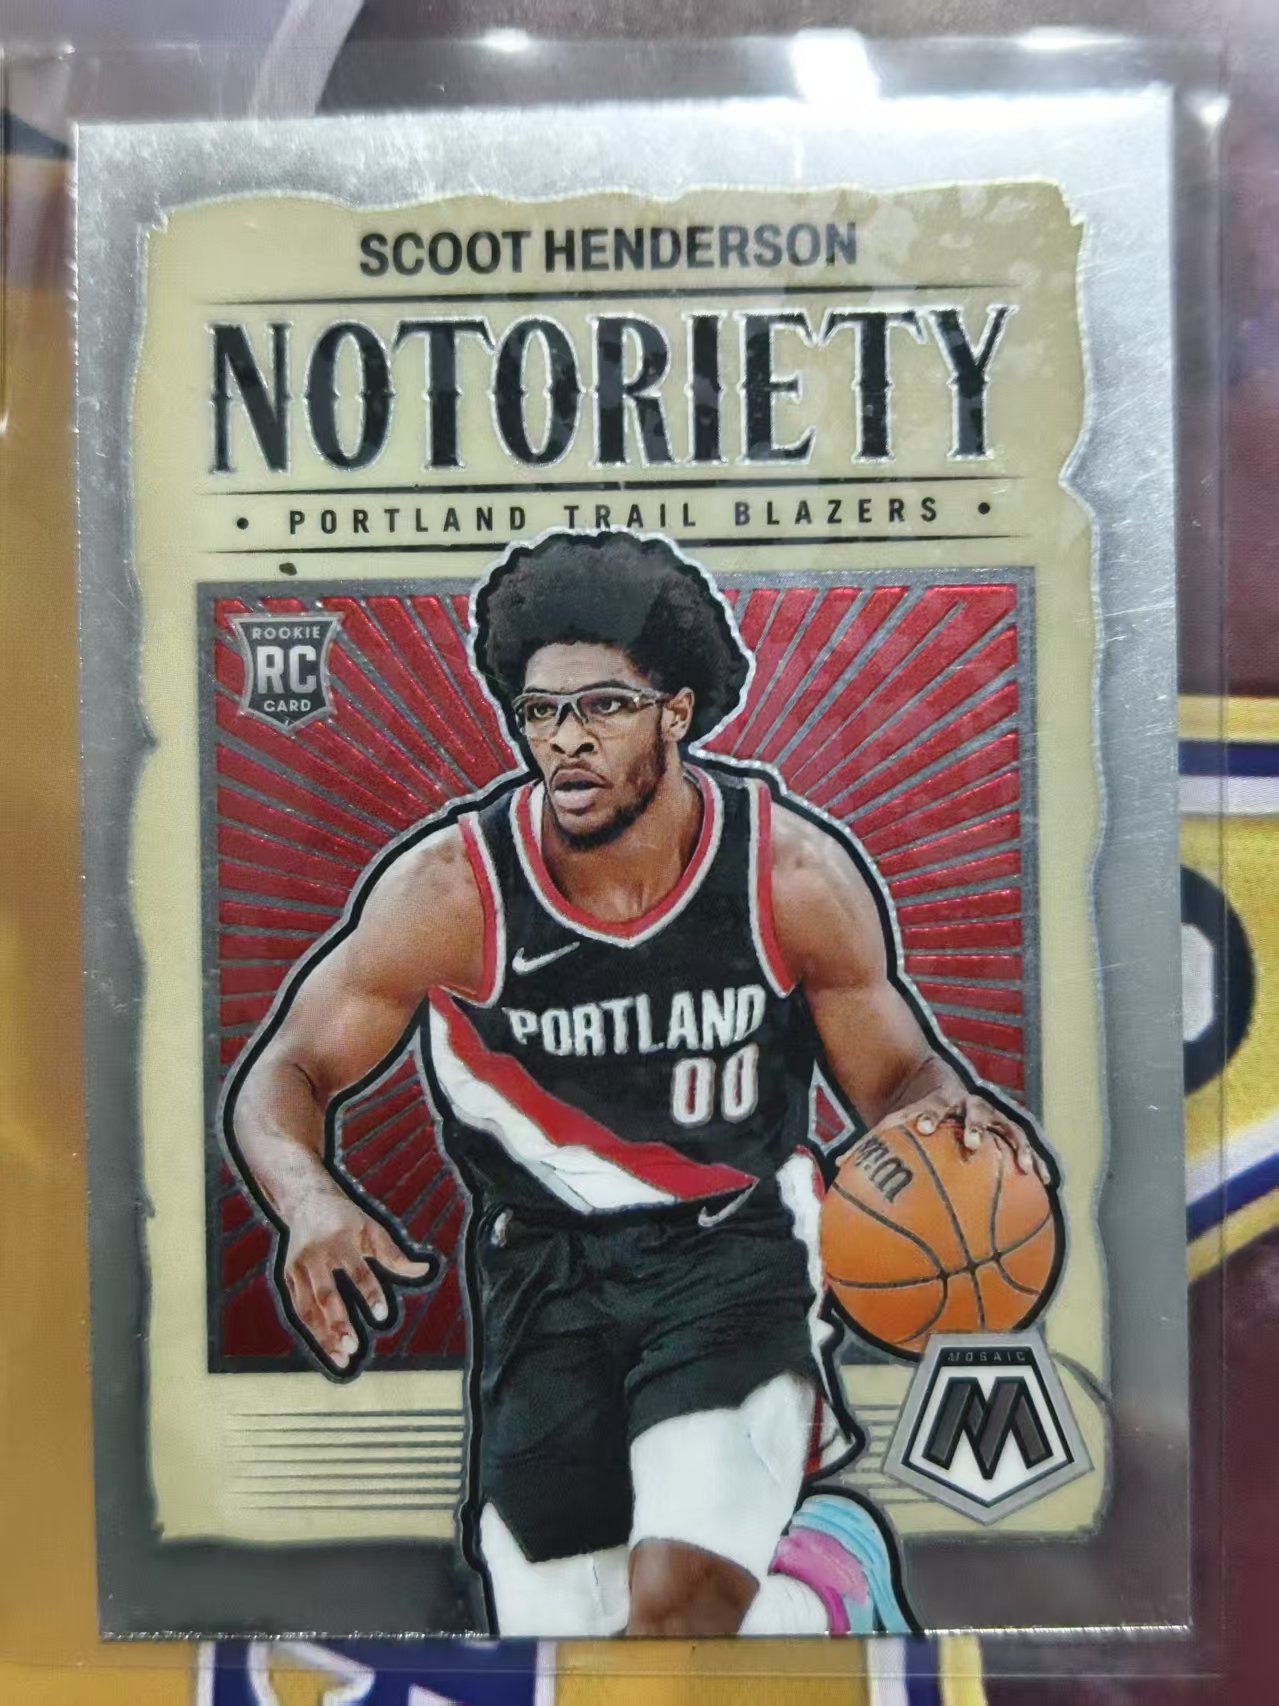 SCOOT HENDERSON
NOTORIETY
• PORTLAND TRAIL BLAZERS •
ROOKIE
RC
CARD
PORTLAND
00
W
MOSAIC
M